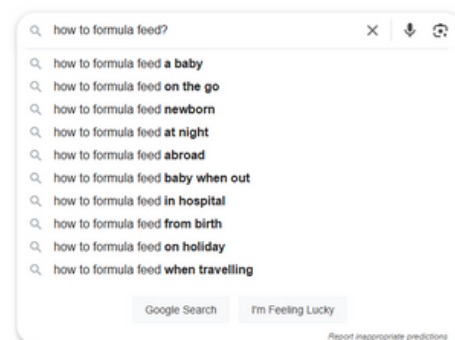 how to formula feed?
how to formula feed a baby
how to formula feed on the go
how to formula feed newborn
how to formula feed at night
how to formula feed abroad
how to formula feed baby when out
how to formula feed in hospital
how to formula feed from birth
how to formula feed on holiday
how to formula feed when travelling
Google Search I'm Feeling Lucky
Report inappropriate predictions